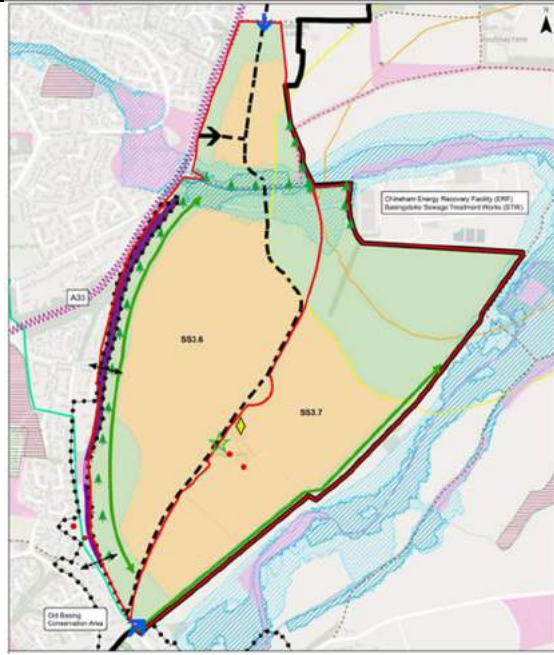 N
Chineham Energy Recovery Facility (ERF)
Basingstoke Sewage Treatment Works (STW)
A33
SS3.6
SS3.7
Old Basing
Conservation Area